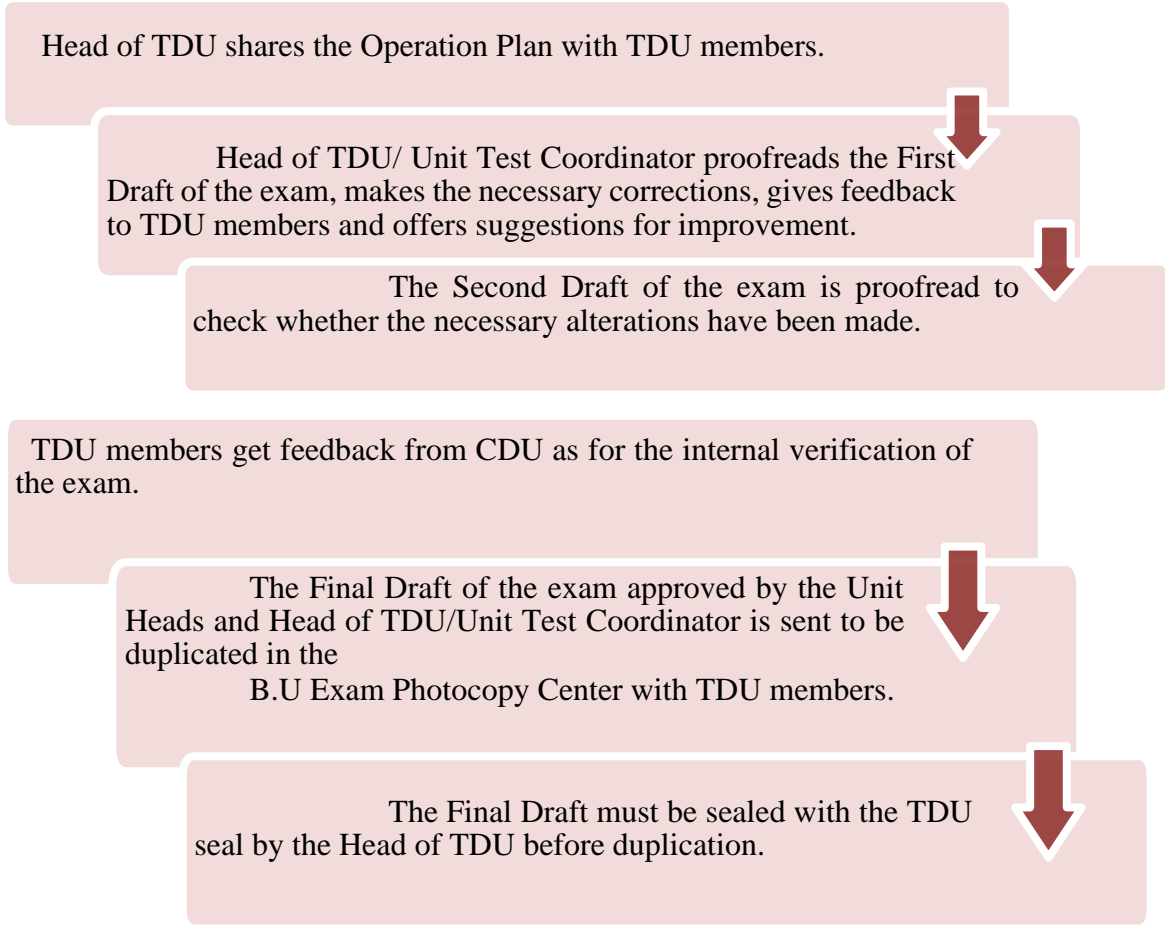 Head of TDU shares the Operation Plan with TDU members.
Head of TDU/ Unit Test Coordinator proofreads the First
Draft of the exam, makes the necessary corrections, gives feedback
to TDU members and offers suggestions for improvement.
The Second Draft of the exam is proofread to
check whether the necessary alterations have been made.
TDU members get feedback from CDU as for the internal verification of
the exam.
The Final Draft of the exam approved by the Unit
Heads and Head of TDU/Unit Test Coordinator is sent to be
duplicated in the
B.U Exam Photocopy Center with TDU members.
The Final Draft must be sealed with the TDU
seal by the Head of TDU before duplication.